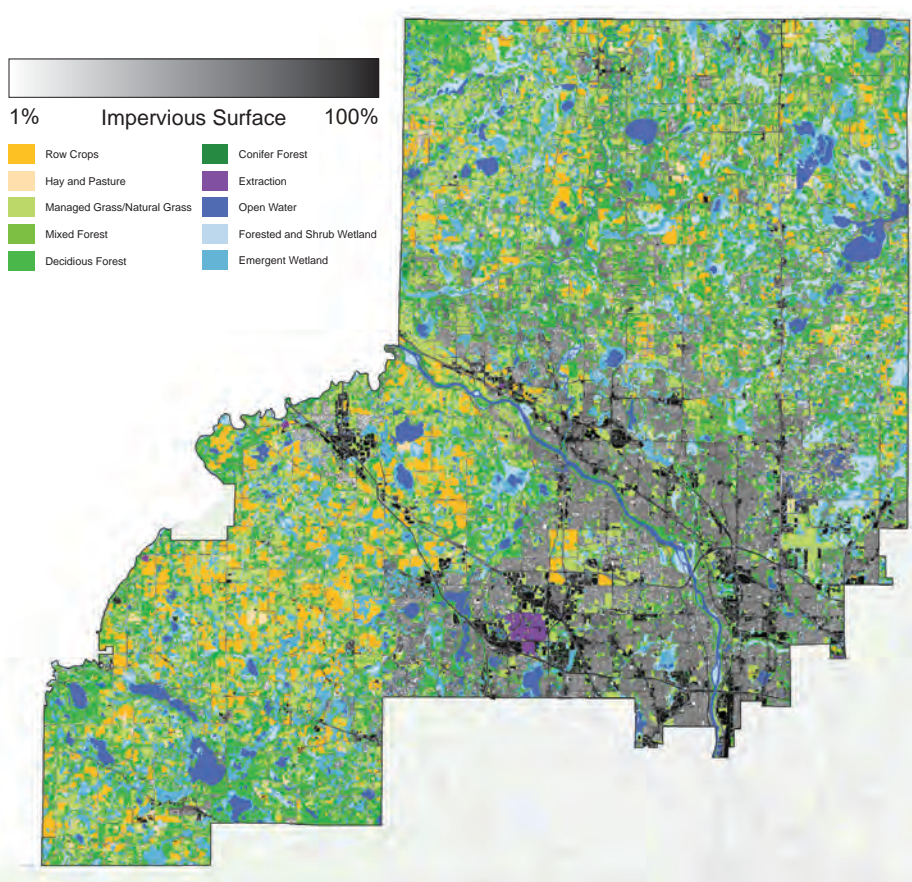 1% Impervious Surface 100%
Row Crops
Hay and Pasture
Managed Grass/Natural Grass
Mixed Forest
Decidious Forest
Conifer Forest
Extraction
Open Water
Forested and Shrub Wetland
Emergent Wetland